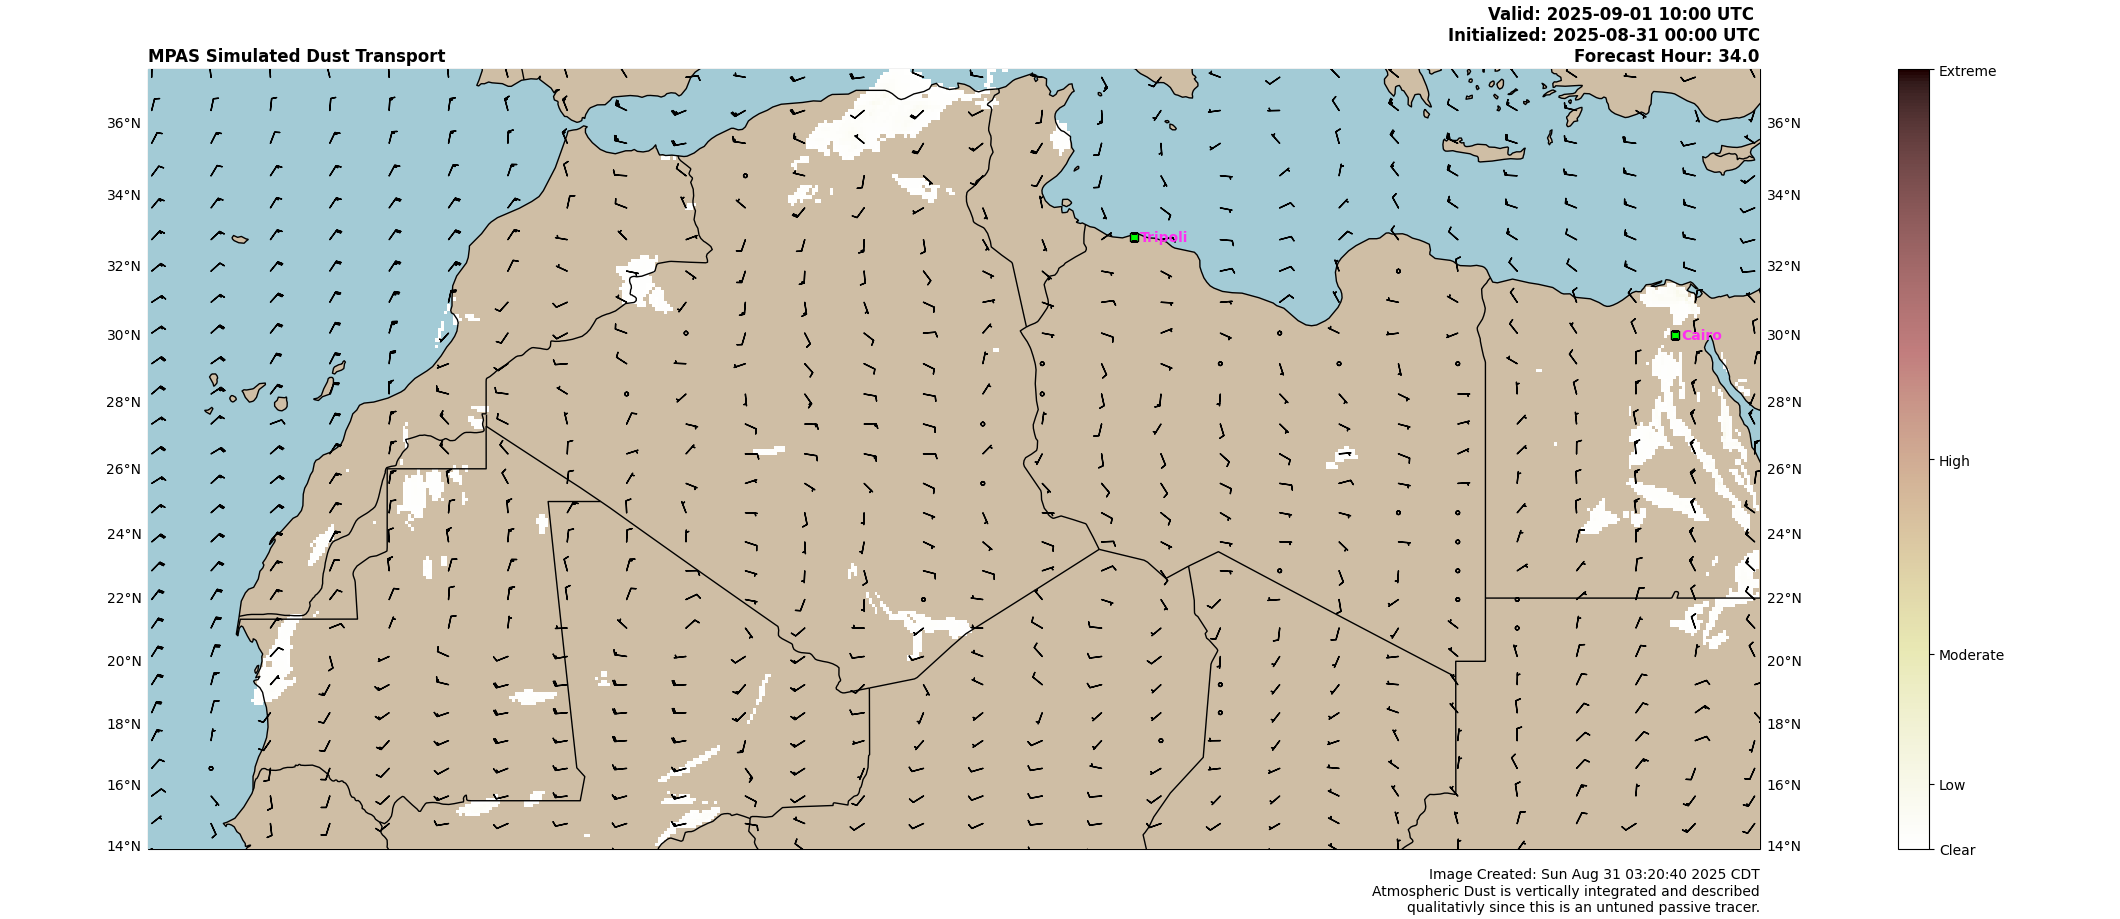 Valid: 2025-09-01 10:00 UTC
Initialized: 2025-08-31 00:00 UTC
MPAS Simulated Dust Transport
Forecast Hour: 34.0
Extreme
36°N
36°N
34°N
34°N
Tripoli
32°N
32°N
30°N
Cairo
30°N
28°N
28°N
26°N
26°N
High
24°N
24°N
22°N
22°N
20°N
20°N
Moderate
18°N
18°N
16°N
16°N
Low
14°N
14°N
Clear
Image Created: Sun Aug 31 03:20:40 2025 CDT
Atmospheric Dust is vertically integrated and described
qualitativly since this is an untuned passive tracer.